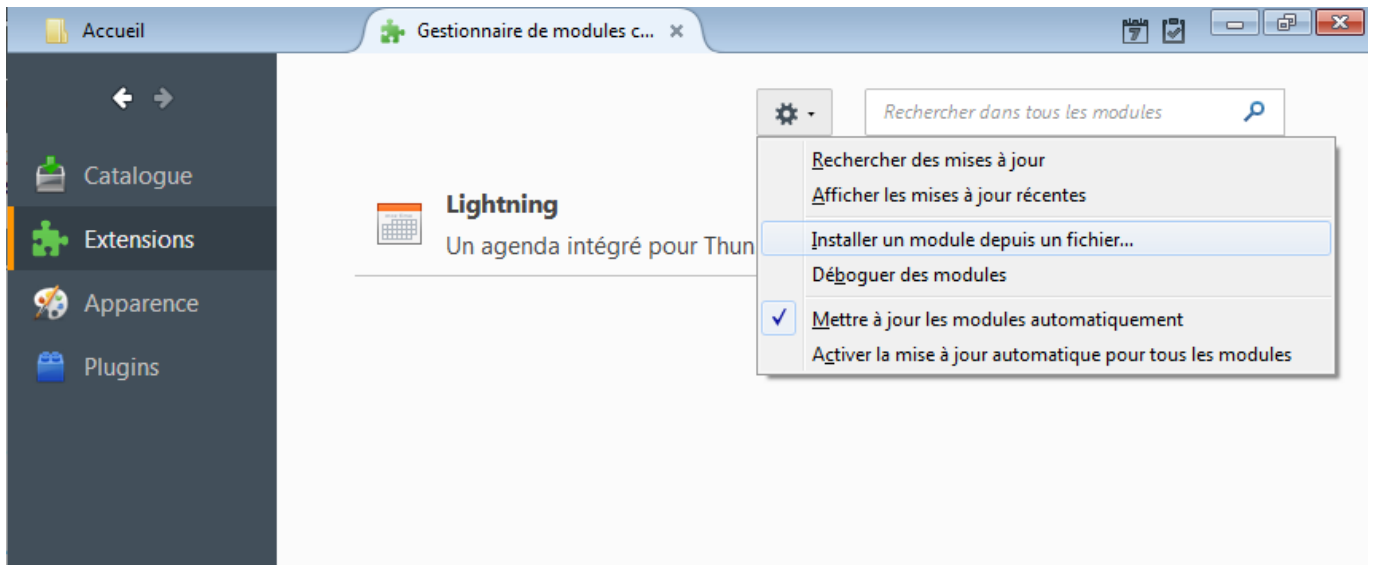 Accueil
Gestionnaire de modules c...
7
Rechercher dans tous les modules
Catalogue
Extensions
Apparence
Plugins
Lightning
Un agenda intégré pour Thun
Rechercher des mises à jour
Afficher les mises à jour récentes
Installer un module depuis un fichier...
Déboguer des modules
Mettre à jour les modules automatiquement
Activer la mise à jour automatique pour tous les modules